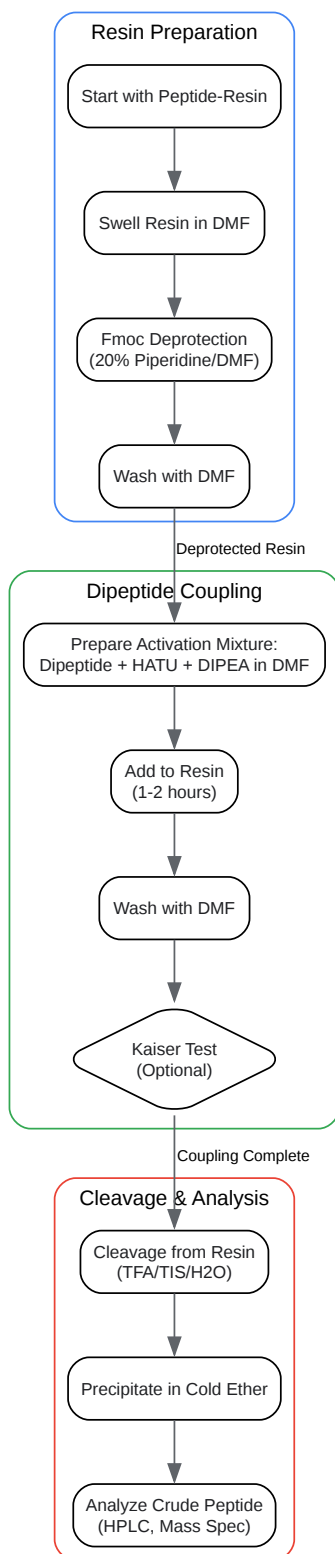 Resin Preparation
Start with Peptide-Resin
Swell Resin in DMF
Fmoc Deprotection
(20% Piperidine/DMF)
Wash with DMF
Deprotected Resin
Dipeptide Coupling
Prepare Activation Mixture:
Dipeptide + HATU + DIPEA in DMF
Add to Resin
(1-2 hours)
Wash with DMF
Kaiser Test
(Optional)
Coupling Complete
Cleavage & Analysis
Cleavage from Resin
(TFA/TIS/H2O)
Precipitate in Cold Ether
Analyze Crude Peptide
(HPLC, Mass Spec)